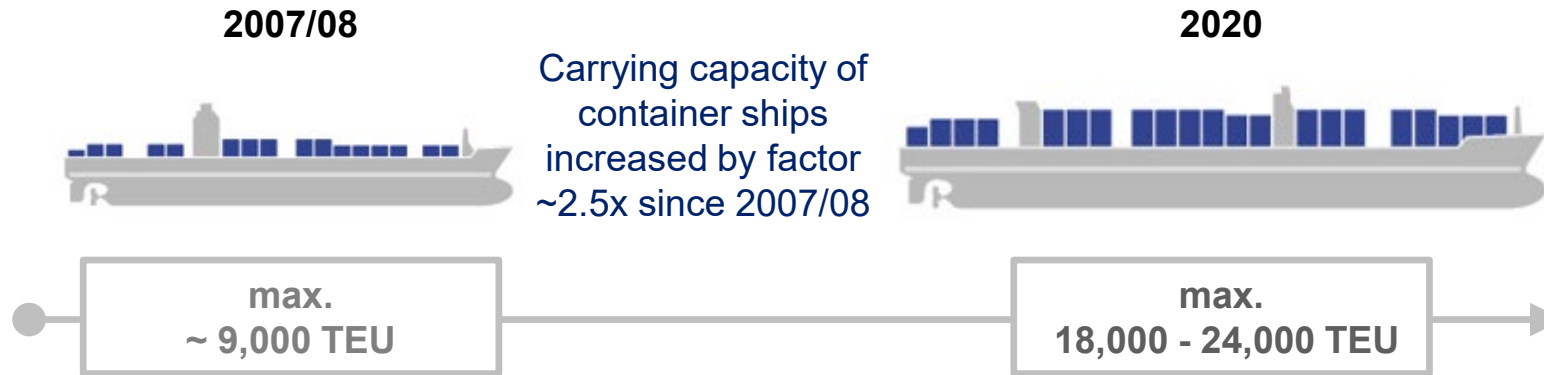 2007/08
2020
Carrying capacity of
container ships
increased by factor
~2.5x since 2007/08
max.
~ 9,000 TEU
max.
18,000 - 24,000 TEU